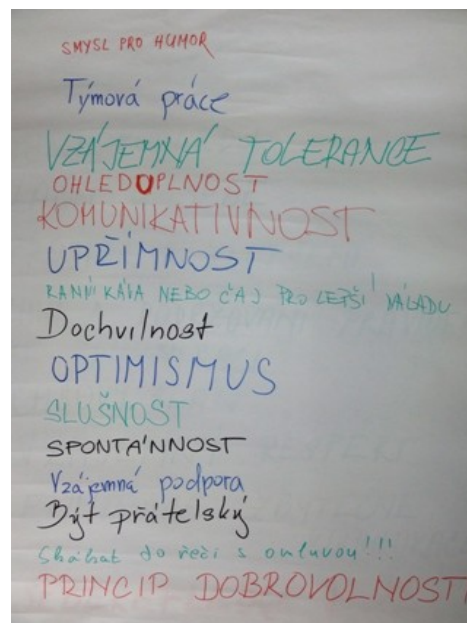 SMYSL PRO HUMOR
Týmová práce
VZÁJEMNÁ TOLERANCE
OHLEDUPLNOST
KOMUNIKATIVNOST
UPŘÍMNOST
RANNÍ KÁVA NEBO ČAJ PRO LEPŠÍ NÁLADU
Dochvilnost
OPTIMISMUS
SLUŠNOST
SPONTÁNNOST
Vzájemná podpora
Být přátelský
Skákat do řeči s omluvou!!!
PRINCIP DOBROVOLNOSTI